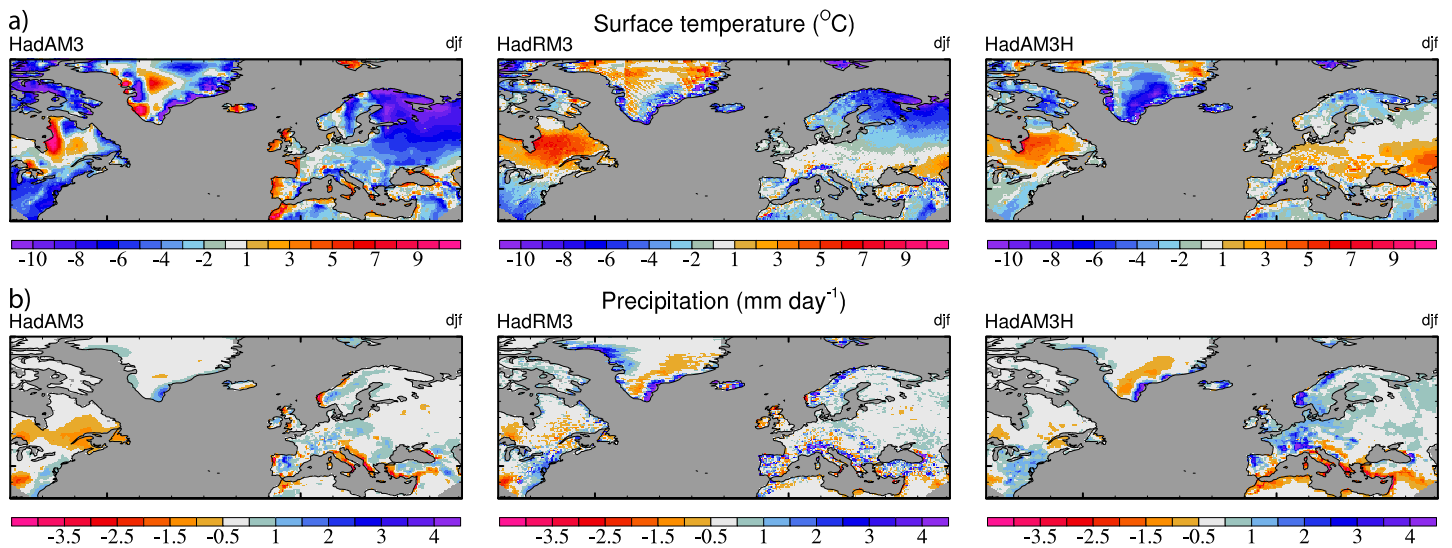 a) Surface temperature (°C)
HadAM3 djf HadRM3 djf HadAM3H djf
-10 -8 -6 -4 -2 1 3 5 7 9 -10 -8 -6 -4 -2 1 3 5 7 9 -10 -8 -6 -4 -2 1 3 5 7 9
b) Precipitation (mm day⁻¹)
HadAM3 djf HadRM3 djf HadAM3H djf
-3.5 -2.5 -1.5 -0.5 1 2 3 4 -3.5 -2.5 -1.5 -0.5 1 2 3 4 -3.5 -2.5 -1.5 -0.5 1 2 3 4